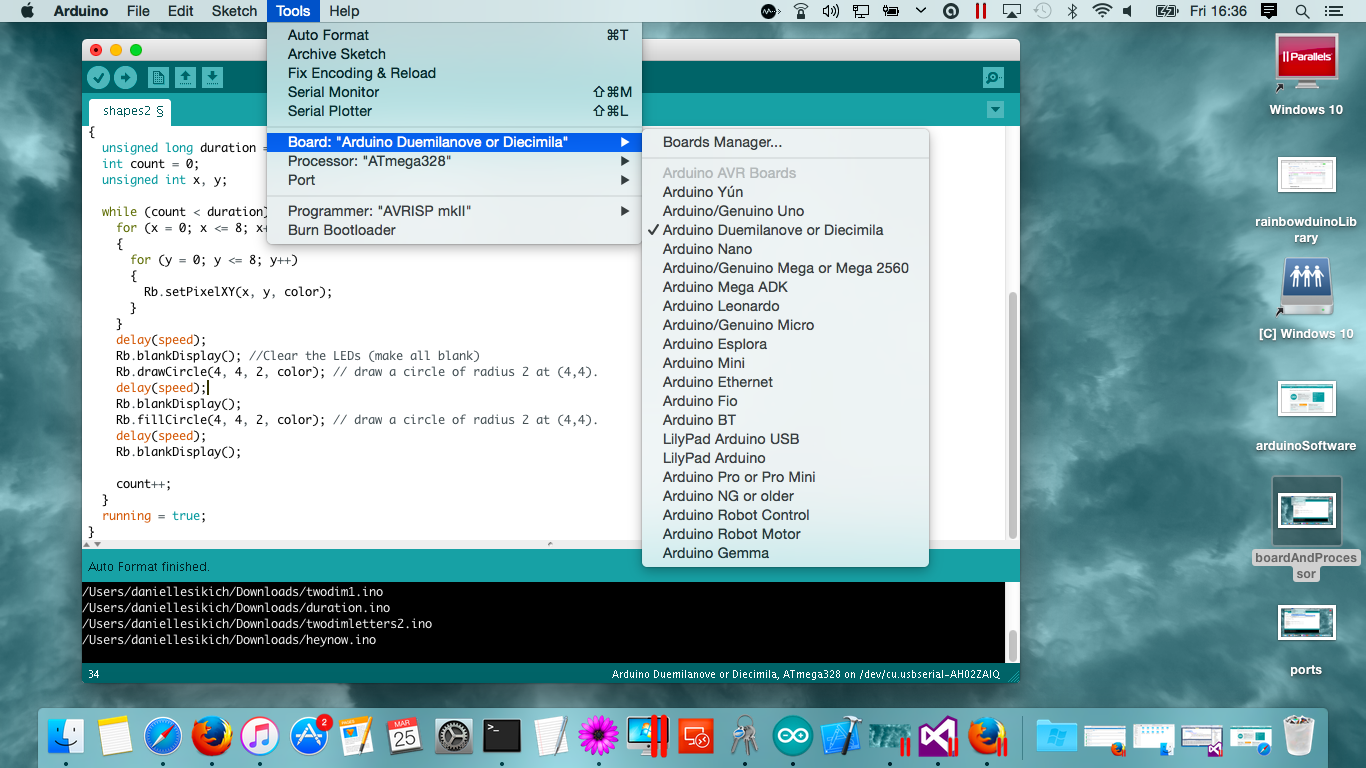 Arduino File Edit Sketch Tools Help Fri 16:36
Auto Format ⌘T
Archive Sketch
Fix Encoding & Reload
Serial Monitor ⇧⌘M
Serial Plotter ⇧⌘L
Board: "Arduino Duemilanove or Diecimila"
Processor: "ATmega328"
Port
Programmer: "AVRISP mkII"
Burn Bootloader
Boards Manager...
Arduino AVR Boards
Arduino Yún
Arduino/Genuino Uno
✓ Arduino Duemilanove or Diecimila
Arduino Nano
Arduino/Genuino Mega or Mega 2560
Arduino Mega ADK
Arduino Leonardo
Arduino/Genuino Micro
Arduino Esplora
Arduino Mini
Arduino Ethernet
Arduino Fio
Arduino BT
LilyPad Arduino USB
LilyPad Arduino
Arduino Pro or Pro Mini
Arduino NG or older
Arduino Robot Control
Arduino Robot Motor
Arduino Gemma
shapes2 §
{
unsigned long duration =
int count = 0;
unsigned int x, y;
while (count < duration)
for (x = 0; x <= 8; x+
{
for (y = 0; y <= 8; y++)
{
Rb.setPixelXY(x, y, color);
}
}
delay(speed);
Rb.blankDisplay(); //Clear the LEDs (make all blank)
Rb.drawCircle(4, 4, 2, color); // draw a circle of radius 2 at (4,4).
delay(speed);
Rb.blankDisplay();
Rb.fillCircle(4, 4, 2, color); // draw a circle of radius 2 at (4,4).
delay(speed);
Rb.blankDisplay();
count++;
}
running = true;
}
Auto Format finished.
/Users/daniellesikich/Downloads/twodim1.ino
/Users/daniellesikich/Downloads/duration.ino
/Users/daniellesikich/Downloads/twodimletters2.ino
/Users/daniellesikich/Downloads/heynow.ino
34 Arduino Duemilanove or Diecimila, ATmega328 on /dev/cu.usbserial-AH02ZAIQ
Parallels
Windows 10
rainbowduinoLib
rary
[C] Windows 10
arduinoSoftware
boardAndProces
sor
ports
2
MAR
25